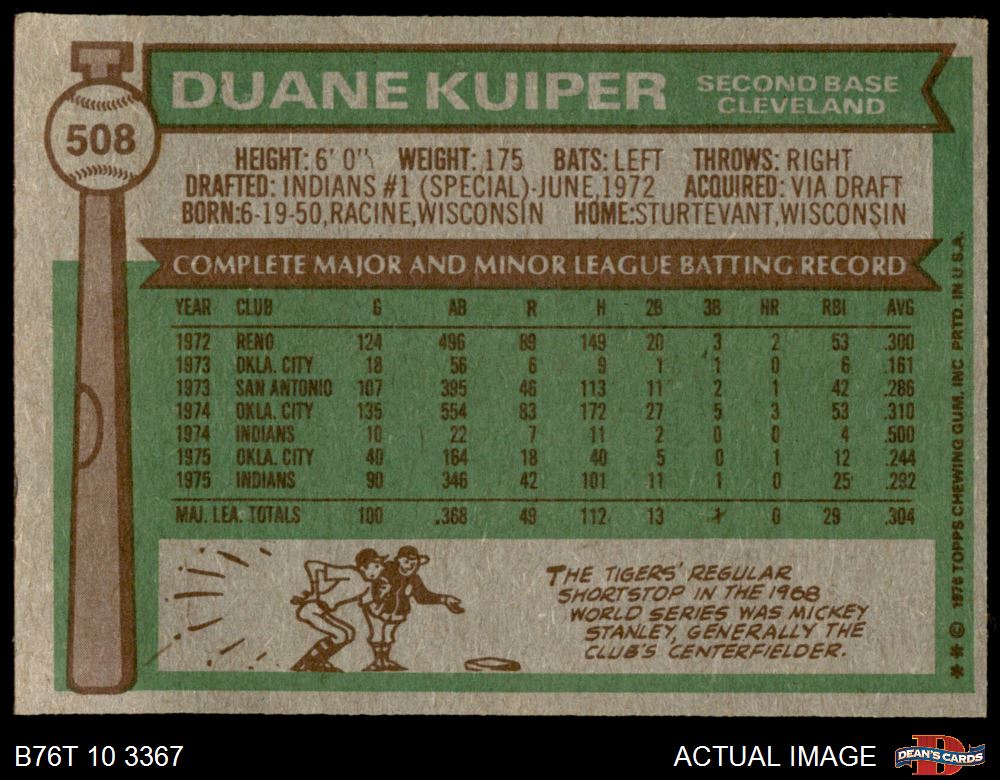 DUANE KUIPER SECOND BASE
CLEVELAND
508
HEIGHT: 6' 0" WEIGHT: 175 BATS: LEFT THROWS: RIGHT
DRAFTED: INDIANS #1 (SPECIAL)-JUNE,1972 ACQUIRED: VIA DRAFT
BORN:6-19-50,RACINE,WISCONSIN HOME:STURTEVANT,WISCONSIN
COMPLETE MAJOR AND MINOR LEAGUE BATTING RECORD
YEAR CLUB G AB R H 2B 3B HR RBI AVG
1972 RENO 124 496 89 149 20 3 2 53 .300
1973 OKLA. CITY 18 56 6 9 1 1 0 6 .161
1973 SAN ANTONIO 107 395 46 113 11 2 1 42 .286
1974 OKLA. CITY 135 554 83 172 27 5 3 53 .310
1974 INDIANS 10 22 7 11 2 0 0 4 .500
1975 OKLA. CITY 40 164 18 40 5 0 1 12 .244
1975 INDIANS 90 346 42 101 11 1 0 25 .292
MAJ. LEA. TOTALS 100 .368 49 112 13 1 0 29 .304
THE TIGERS' REGULAR
SHORTSTOP IN THE 1968
WORLD SERIES WAS MICKEY
STANLEY, GENERALLY THE
CLUB'S CENTERFIELDER.
* * © 1976 TOPPS CHEWING GUM, INC PRTD. IN U.S.A.
B76T 10 3367 ACTUAL IMAGE DEAN'S CARDS